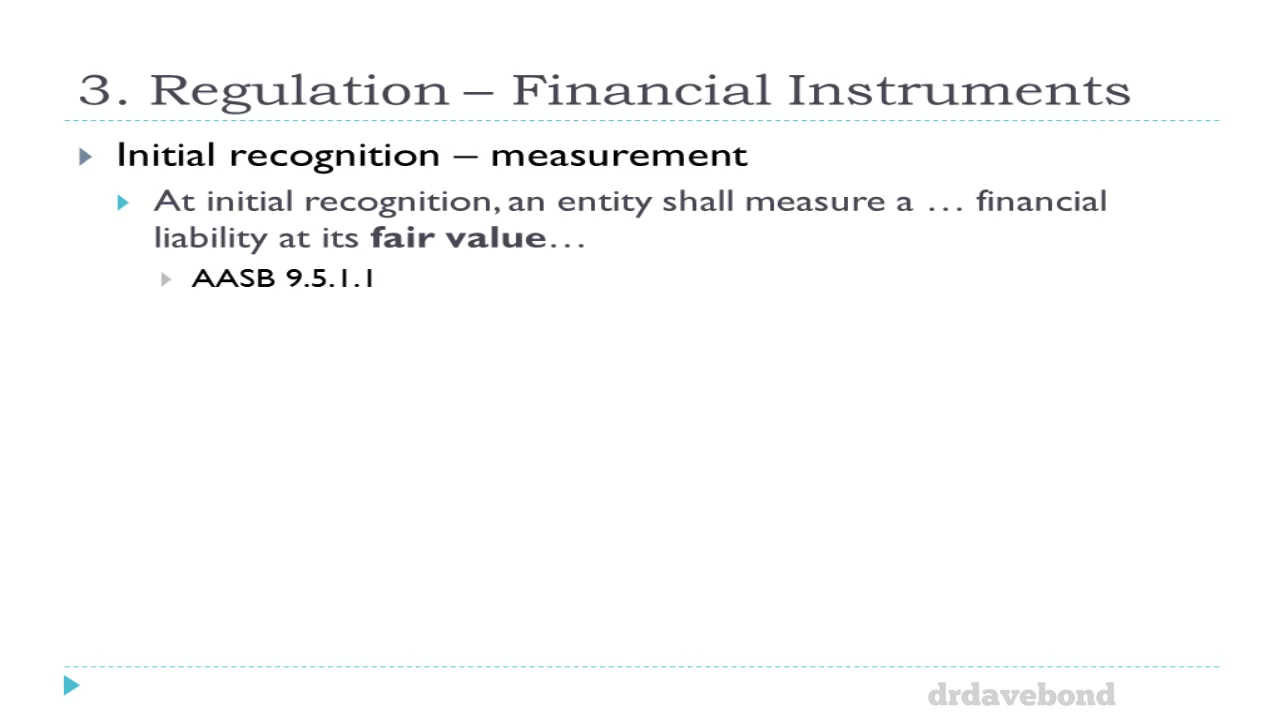 3. Regulation – Financial Instruments
Initial recognition – measurement
At initial recognition, an entity shall measure a … financial
liability at its fair value…
AASB 9.5.1.1
drdavebond